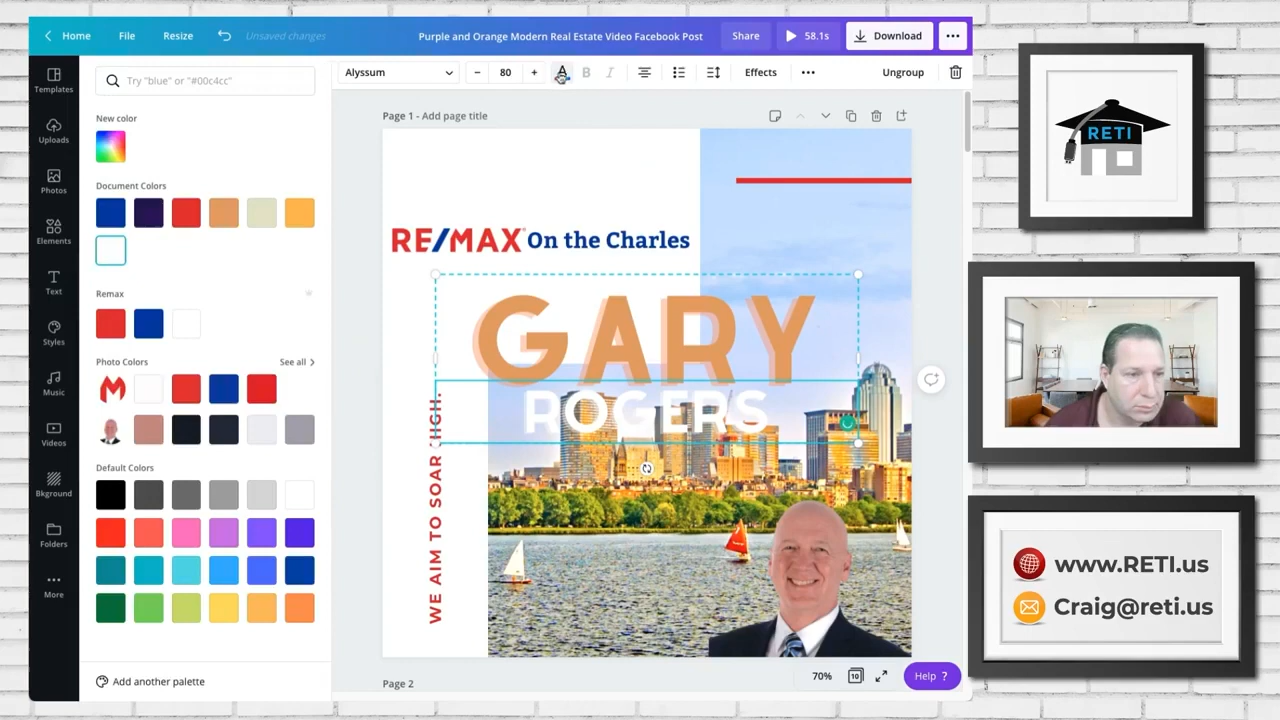 Home File Resize Unsaved changes Purple and Orange Modern Real Estate Video Facebook Post Share 58.1s Download
Templates
Uploads
Photos
Elements
Text
Styles
Music
Videos
Bkground
Folders
More
Try "blue" or "#00c4cc"
New color
Document Colors
Remax
Photo Colors See all
Default Colors
Add another palette
Alyssum - 80 + A B I Effects Ungroup
Page 1 - Add page title
RE/MAX On the Charles
GARY
ROGERS
WE AIM TO SOAR HIGH.
Page 2
70% 10 Help ?
RETI
www.RETI.us
Craig@reti.us